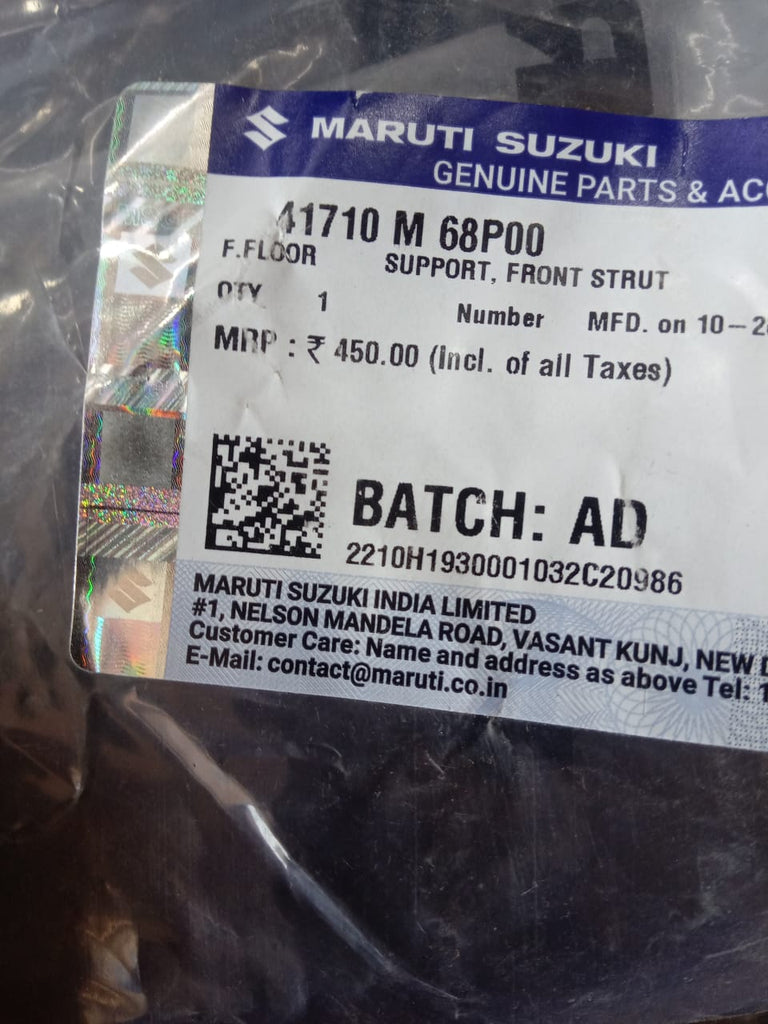 MARUTI SUZUKI
GENUINE PARTS &
41710 M 68P00
F.FLOOR SUPPORT, FRONT STRUT
QTY 1 Number MFD. on 10-2
MRP : ₹ 450.00 (Incl. of all Taxes)
BATCH: AD
2210H1930001032C20986
MARUTI SUZUKI INDIA LIMITED
#1, NELSON MANDELA ROAD, VASANT KUNJ, NEW
Customer Care: Name and address as above Tel: 1
E-Mail: contact@maruti.co.in